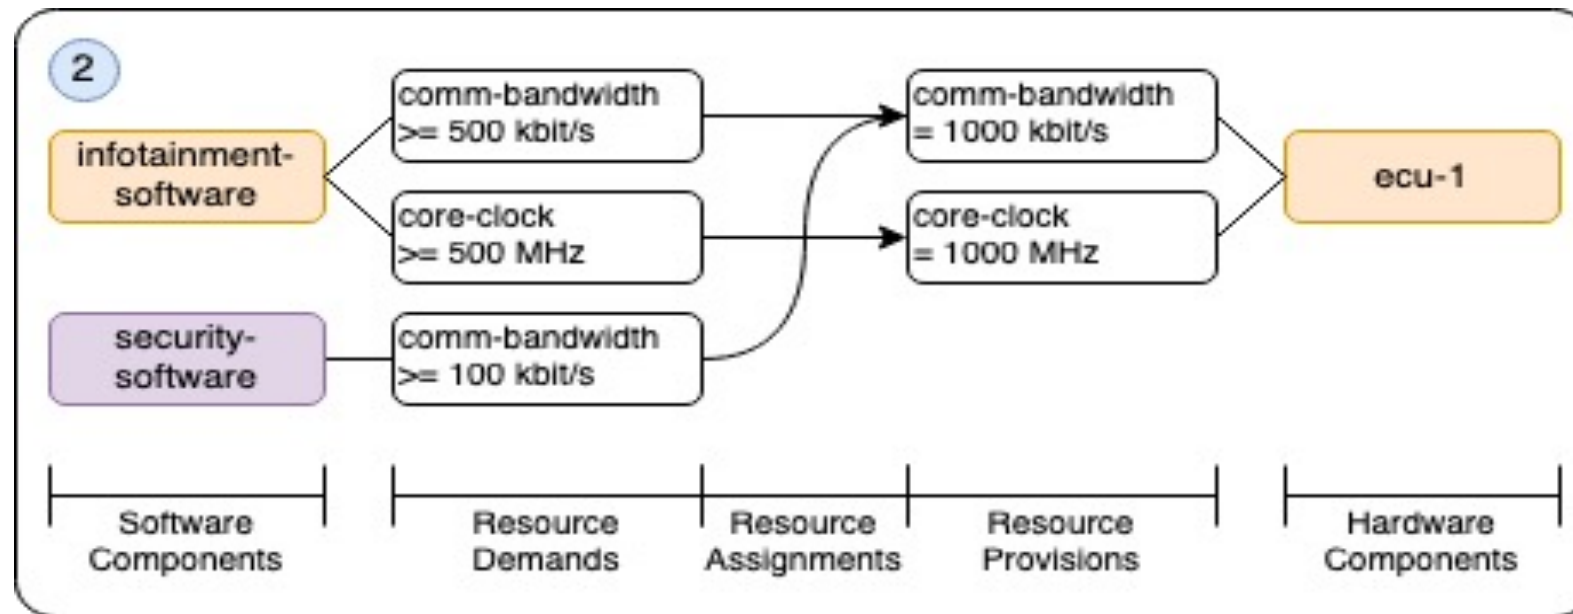 2
infotainment-
software
comm-bandwidth
>= 500 kbit/s
core-clock
>= 500 MHz
comm-bandwidth
= 1000 kbit/s
core-clock
= 1000 MHz
ecu-1
security-
software
comm-bandwidth
>= 100 kbit/s
Software
Components
Resource
Demands
Resource
Assignments
Resource
Provisions
Hardware
Components